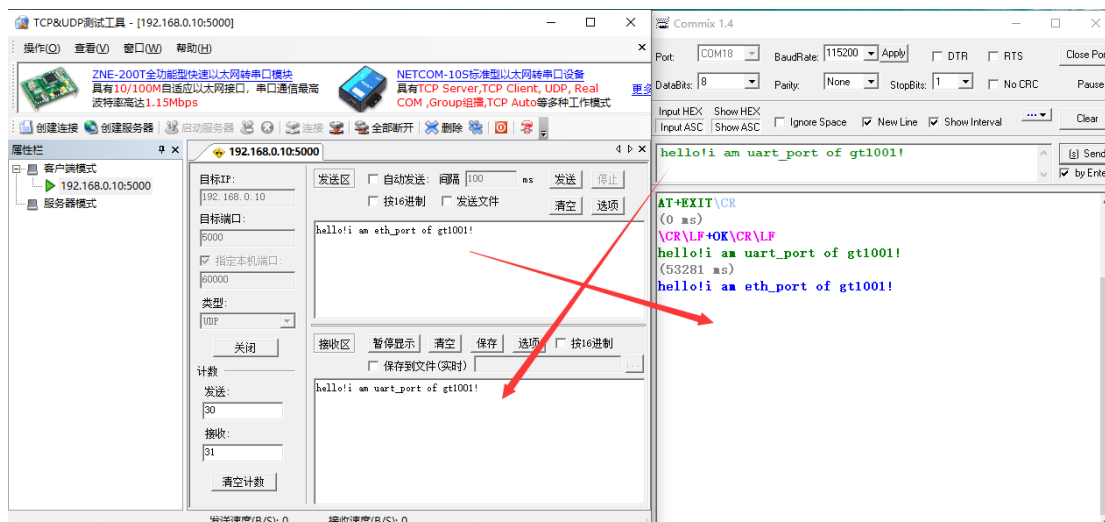 TCP&UDP测试工具 - [192.168.0.10:5000]
操作(O) 查看(V) 窗口(W) 帮助(H)
ZNE-200T全功能型快速以太网转串口模块
具有10/100M自适应以太网接口，串口通信最高
波特率高达1.15Mbps
NETCOM-10S标准型以太网转串口设备
具有TCP Server,TCP Client, UDP, Real
COM ,Group组播,TCP Auto等多种工作模式
创建连接 创建服务器 启动服务器 连接 全部断开 删除
属性栏
客户端模式
192.168.0.10:5000
服务器模式
192.168.0.10:5000
目标IP:
192.168.0.10
目标端口:
5000
指定本机端口:
60000
类型:
UDP
关闭
计数
发送:
30
接收:
31
清空计数
发送区 自动发送: 间隔 100 ms 发送 停止
按16进制 发送文件 清空 选项
hello!i am eth_port of gt1001!
接收区 暂停显示 清空 保存 选项 按16进制
保存到文件(实时) ...
hello!i am uart_port of gt1001!
发送速度(B/S): 0 接收速度(B/S): 0
Commix 1.4
Port: COM18 BaudRate: 115200 Apply DTR RTS Close Por
DataBits: 8 Parity: None StopBits: 1 No CRC Pause
Input HEX Show HEX
Input ASC Show ASC Ignore Space New Line Show Interval ... Clear
hello!i am uart_port of gt1001!
(s) Send
by Ente
AT+EXIT\CR
(0 ms)
\CR\LF+OK\CR\LF
hello!i am uart_port of gt1001!
(53281 ms)
hello!i am eth_port of gt1001!